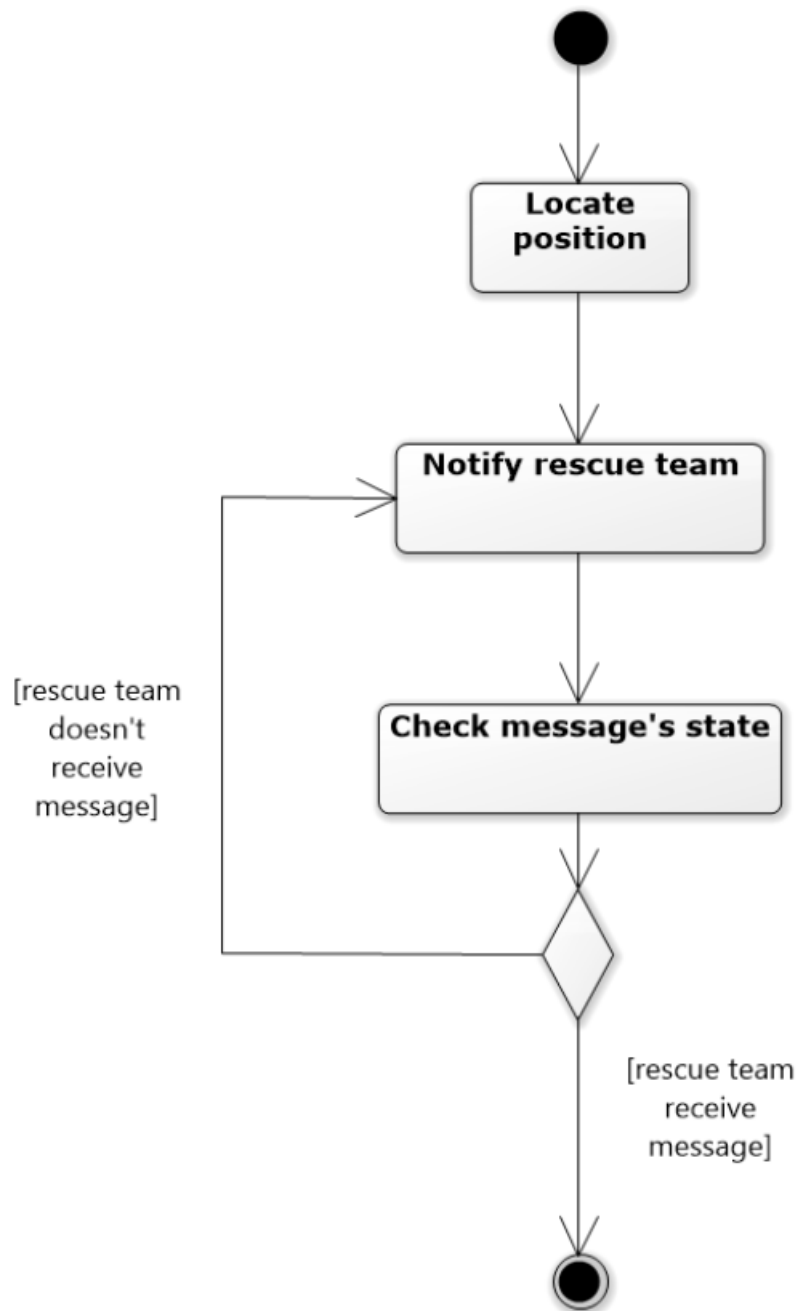 Locate
position
Notify rescue team
[rescue team
doesn't
receive
message]
Check message's state
[rescue team
receive
message]